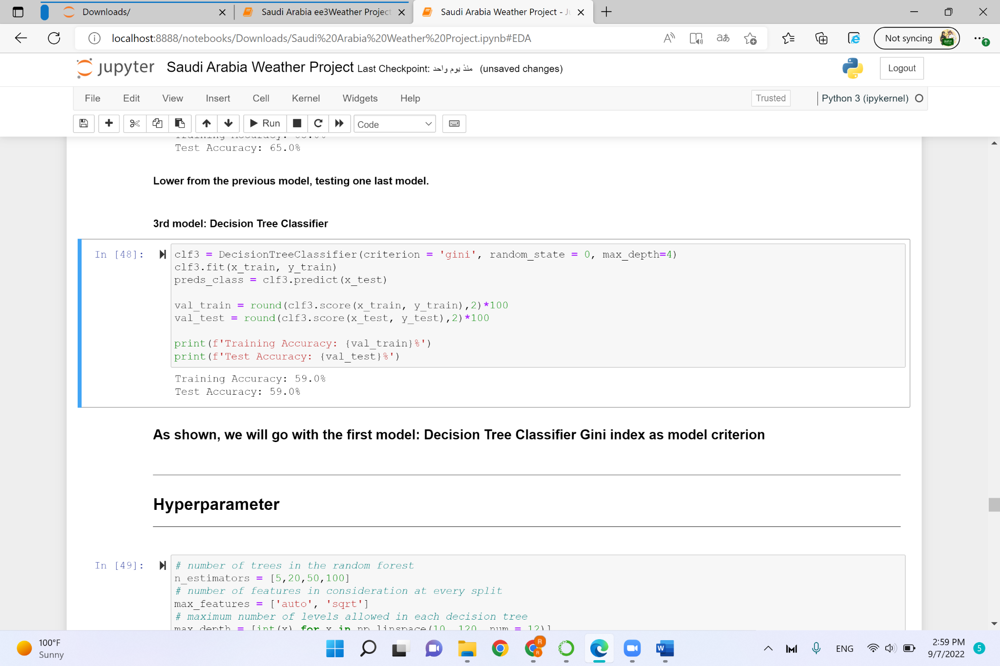 Downloads/
Saudi Arabia ee3Weather Project
Saudi Arabia Weather Project - Ju
localhost:8888/notebooks/Downloads/Saudi%20Arabia%20Weather%20Project.ipynb#EDA
Not syncing
jupyter Saudi Arabia Weather Project Last Checkpoint: منذ يوم واحد (unsaved changes)
Logout
File Edit View Insert Cell Kernel Widgets Help
Trusted
Python 3 (ipykernel)
Run
Code
Test Accuracy: 65.0%
Lower from the previous model, testing one last model.
3rd model: Decision Tree Classifier
In [48]:
clf3 = DecisionTreeClassifier(criterion = 'gini', random_state = 0, max_depth=4)
clf3.fit(x_train, y_train)
preds_class = clf3.predict(x_test)
val_train = round(clf3.score(x_train, y_train),2)*100
val_test = round(clf3.score(x_test, y_test),2)*100
print(f'Training Accuracy: {val_train}%')
print(f'Test Accuracy: {val_test}%')
Training Accuracy: 59.0%
Test Accuracy: 59.0%
As shown, we will go with the first model: Decision Tree Classifier Gini index as model criterion
Hyperparameter
In [49]:
# number of trees in the random forest
n_estimators = [5,20,50,100]
# number of features in consideration at every split
max_features = ['auto', 'sqrt']
# maximum number of levels allowed in each decision tree
max_depth = [int(x) for x in np.linspace(10, 120, num = 12)]
100°F
Sunny
ENG
2:59 PM
9/7/2022
5